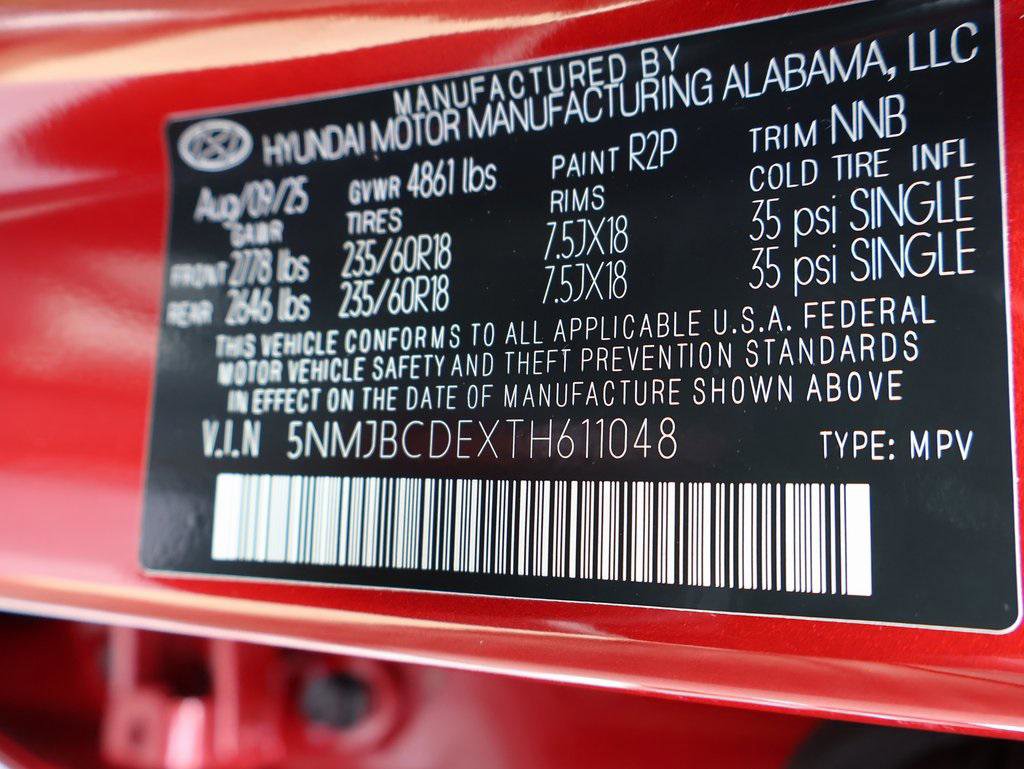 MANUFACTURED BY
HYUNDAI MOTOR MANUFACTURING ALABAMA, LLC
Aug/09/25 GVWR 4861 lbs PAINT R2P TRIM NNB
GAWR TIRES RIMS COLD TIRE INFL
FRONT 2778 lbs 235/60R18 7.5JX18 35 psi SINGLE
REAR 2646 lbs 235/60R18 7.5JX18 35 psi SINGLE
THIS VEHICLE CONFORMS TO ALL APPLICABLE U.S.A. FEDERAL
MOTOR VEHICLE SAFETY AND THEFT PREVENTION STANDARDS
IN EFFECT ON THE DATE OF MANUFACTURE SHOWN ABOVE
V.I.N 5NMJBCDEXTH611048 TYPE: MPV